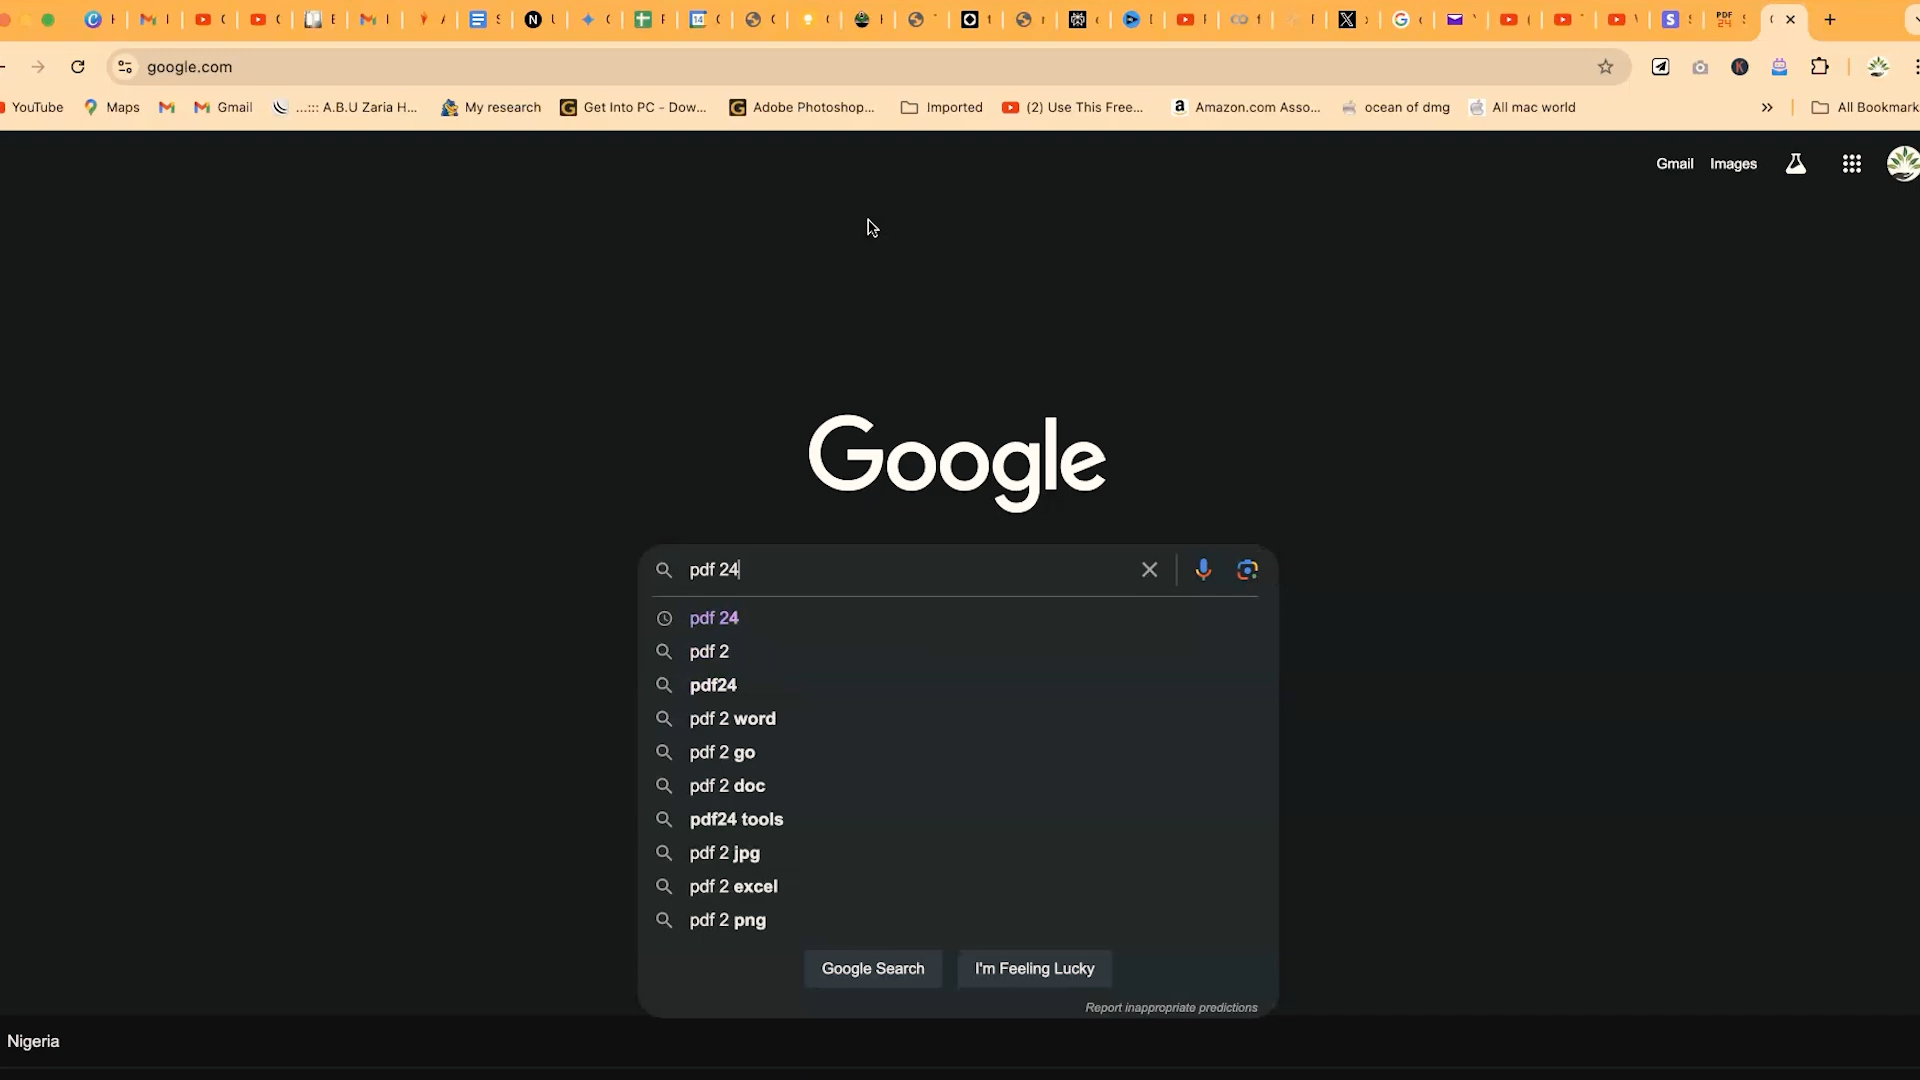 PDF 24
google.com
YouTube Maps Gmail ...::: A.B.U Zaria H... My research Get Into PC - Dow... Adobe Photoshop... Imported (2) Use This Free... Amazon.com Asso... ocean of dmg All mac world » All Bookmark
Gmail Images
Google
pdf 24
pdf 24
pdf 2
pdf24
pdf 2 word
pdf 2 go
pdf 2 doc
pdf24 tools
pdf 2 jpg
pdf 2 excel
pdf 2 png
Google Search I'm Feeling Lucky
Report inappropriate predictions
Nigeria